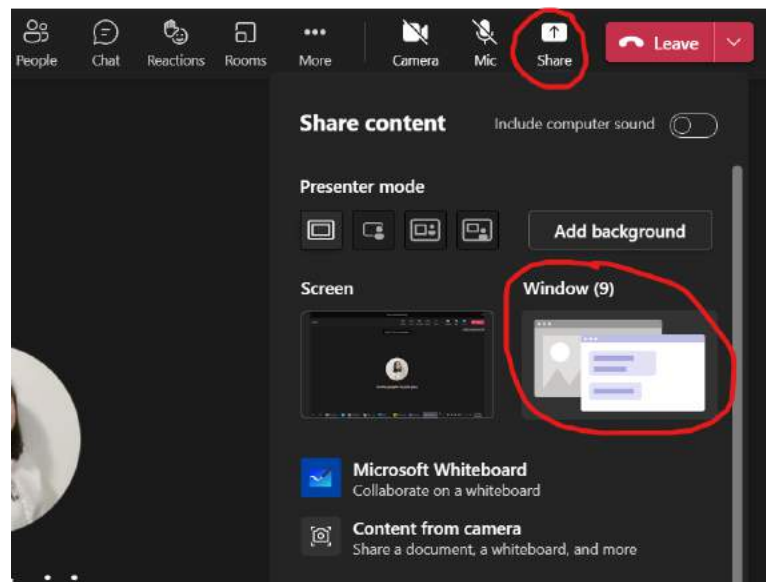 People Chat Reactions Rooms More Camera Mic Share Leave
Share content Include computer sound
Presenter mode
Add background
Screen Window (9)
Microsoft Whiteboard
Collaborate on a whiteboard
Content from camera
Share a document, a whiteboard, and more